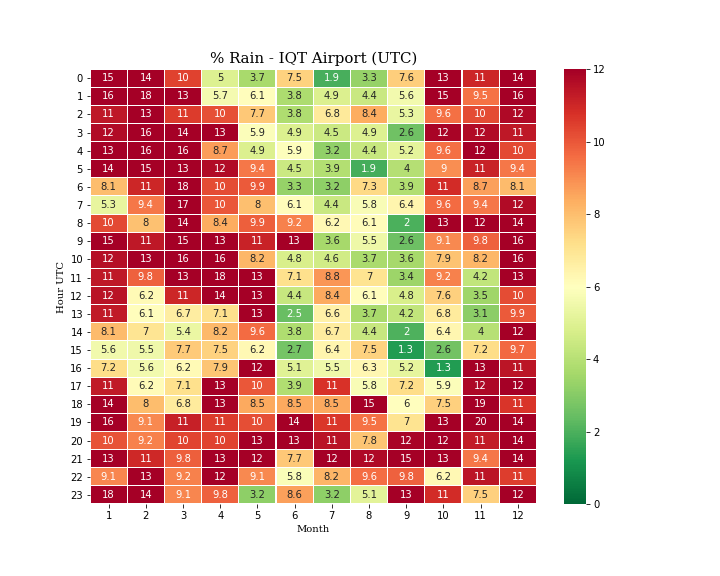 % Rain - IQT Airport (UTC)
0 15 14 10 5 3.7 7.5 1.9 3.3 7.6 13 11 14
1 16 18 13 5.7 6.1 3.8 4.9 4.4 5.6 15 9.5 16
2 11 13 11 10 7.7 3.8 6.8 8.4 5.3 9.6 10 12
3 12 16 14 13 5.9 4.9 4.5 4.9 2.6 12 12 11
4 13 16 16 8.7 4.9 5.9 3.2 4.4 5.2 9.6 12 10
5 14 15 13 12 9.4 4.5 3.9 1.9 4 9 11 9.4
6 8.1 11 18 10 9.9 3.3 3.2 7.3 3.9 11 8.7 8.1
7 5.3 9.4 17 10 8 6.1 4.4 5.8 6.4 9.6 9.4 12
8 10 8 14 8.4 9.9 9.2 6.2 6.1 2 13 12 14
9 15 11 15 13 11 13 3.6 5.5 2.6 9.1 9.8 16
10 12 13 16 16 8.2 4.8 4.6 3.7 3.6 7.9 8.2 16
11 11 9.8 13 18 13 7.1 8.8 7 3.4 9.2 4.2 13
12 12 6.2 11 14 13 4.4 8.4 6.1 4.8 7.6 3.5 10
13 11 6.1 6.7 7.1 13 2.5 6.6 3.7 4.2 6.8 3.1 9.9
14 8.1 7 5.4 8.2 9.6 3.8 6.7 4.4 2 6.4 4 12
15 5.6 5.5 7.7 7.5 6.2 2.7 6.4 7.5 1.3 2.6 7.2 9.7
16 7.2 5.6 6.2 7.9 12 5.1 5.5 6.3 5.2 1.3 13 11
17 11 6.2 7.1 13 10 3.9 11 5.8 7.2 5.9 12 12
18 14 8 6.8 13 8.5 8.5 8.5 15 6 7.5 19 11
19 16 9.1 11 11 10 14 11 9.5 7 13 20 14
20 10 9.2 10 10 13 13 11 7.8 12 12 11 14
21 13 11 9.8 13 12 7.7 12 12 15 13 9.4 14
22 9.1 13 9.2 12 9.1 5.8 8.2 9.6 9.8 6.2 11 11
23 18 14 9.1 9.8 3.2 8.6 3.2 5.1 13 11 7.5 12
1 2 3 4 5 6 7 8 9 10 11 12
Month
Hour UTC
12
10
8
6
4
2
0